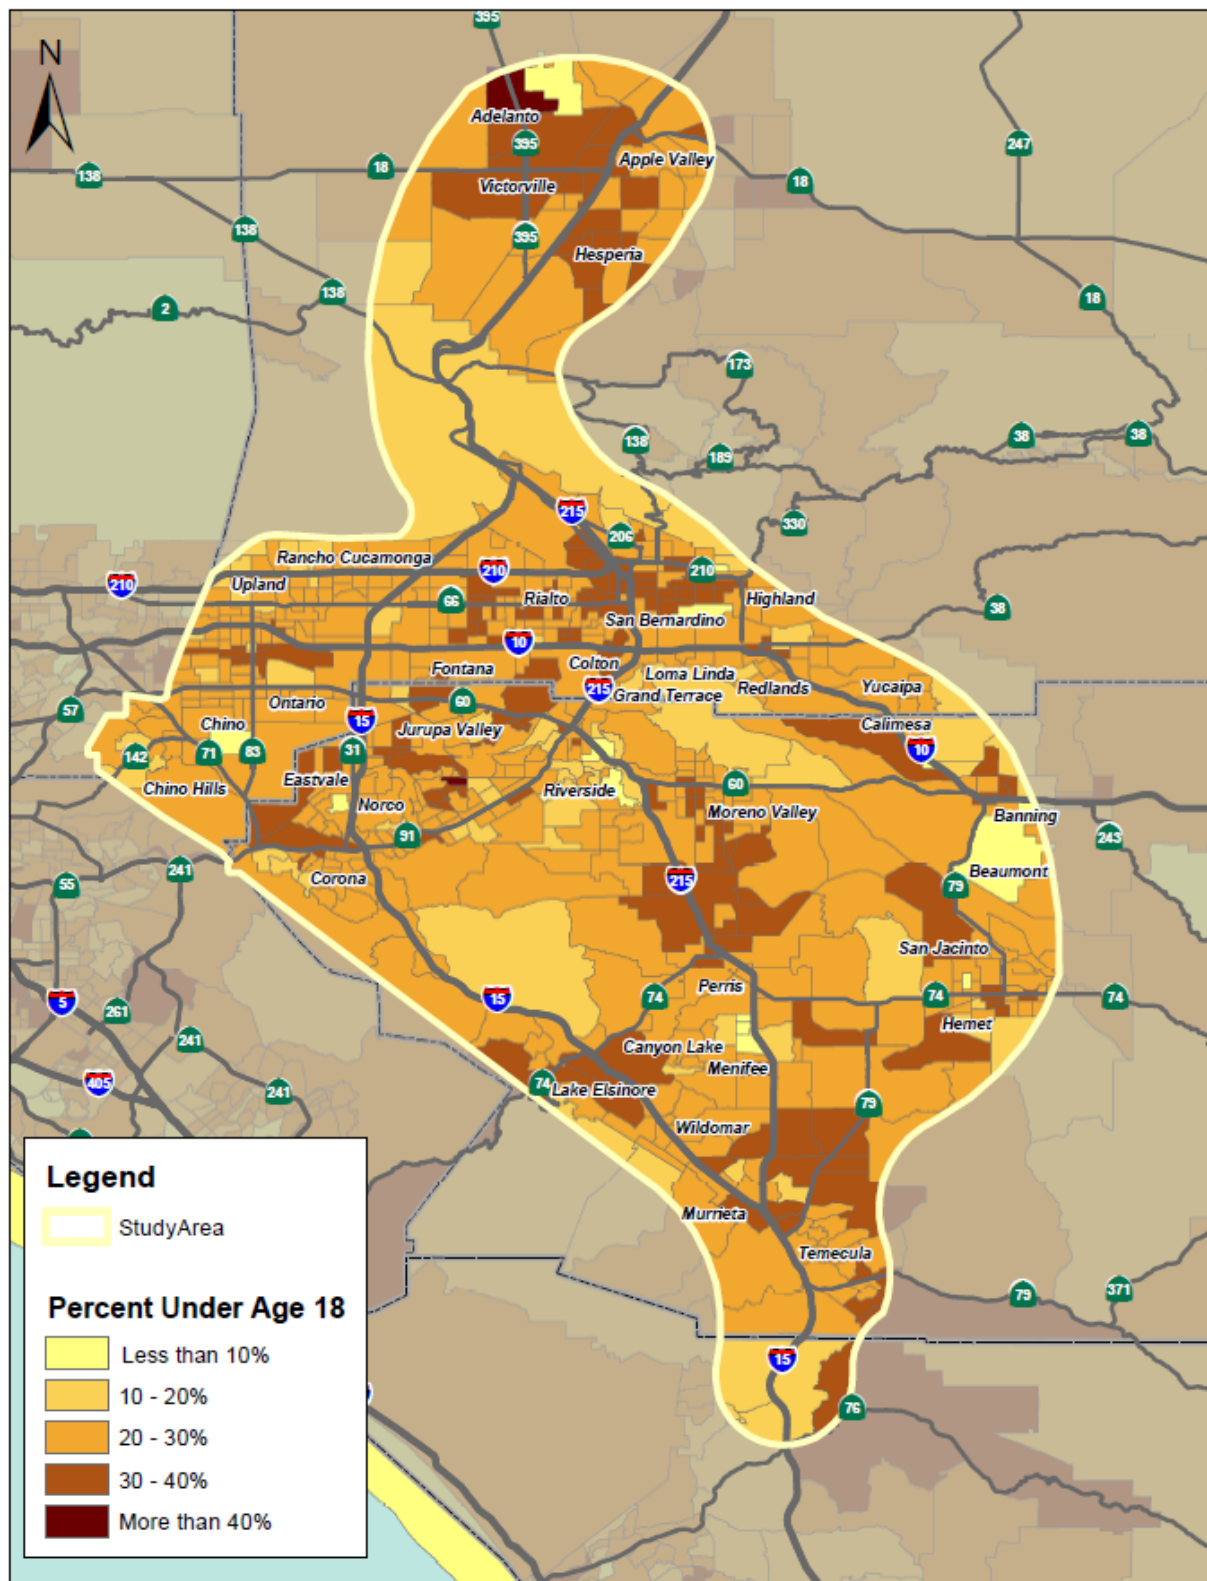 395
N
Adelanto
395
247
Apple Valley
138
18
18
Victorville
138
395
Hesperia
138
2
18
173
138
38
38
189
215
330
206
Rancho Cucamonga
210
210
210
Upland
66
Rialto
Highland
38
San Bernardino
10
Colton
Fontana
Loma Linda
215
Grand Terrace
Redlands
Yucaipa
Ontario
60
57
Chino
15
Jurupa Valley
Calimesa
10
142
71
83
31
Eastvale
Chino Hills
Riverside
60
Norco
Moreno Valley
Banning
91
243
241
Corona
215
Beaumont
55
79
San Jacinto
Perris
5
261
15
74
74
74
Hemet
241
Canyon Lake
Menifee
405
241
74
Lake Elsinore
79
Wildomar
Legend
StudyArea
Murrieta
Temecula
79
371
Percent Under Age 18
Less than 10%
15
10 - 20%
76
20 - 30%
30 - 40%
More than 40%